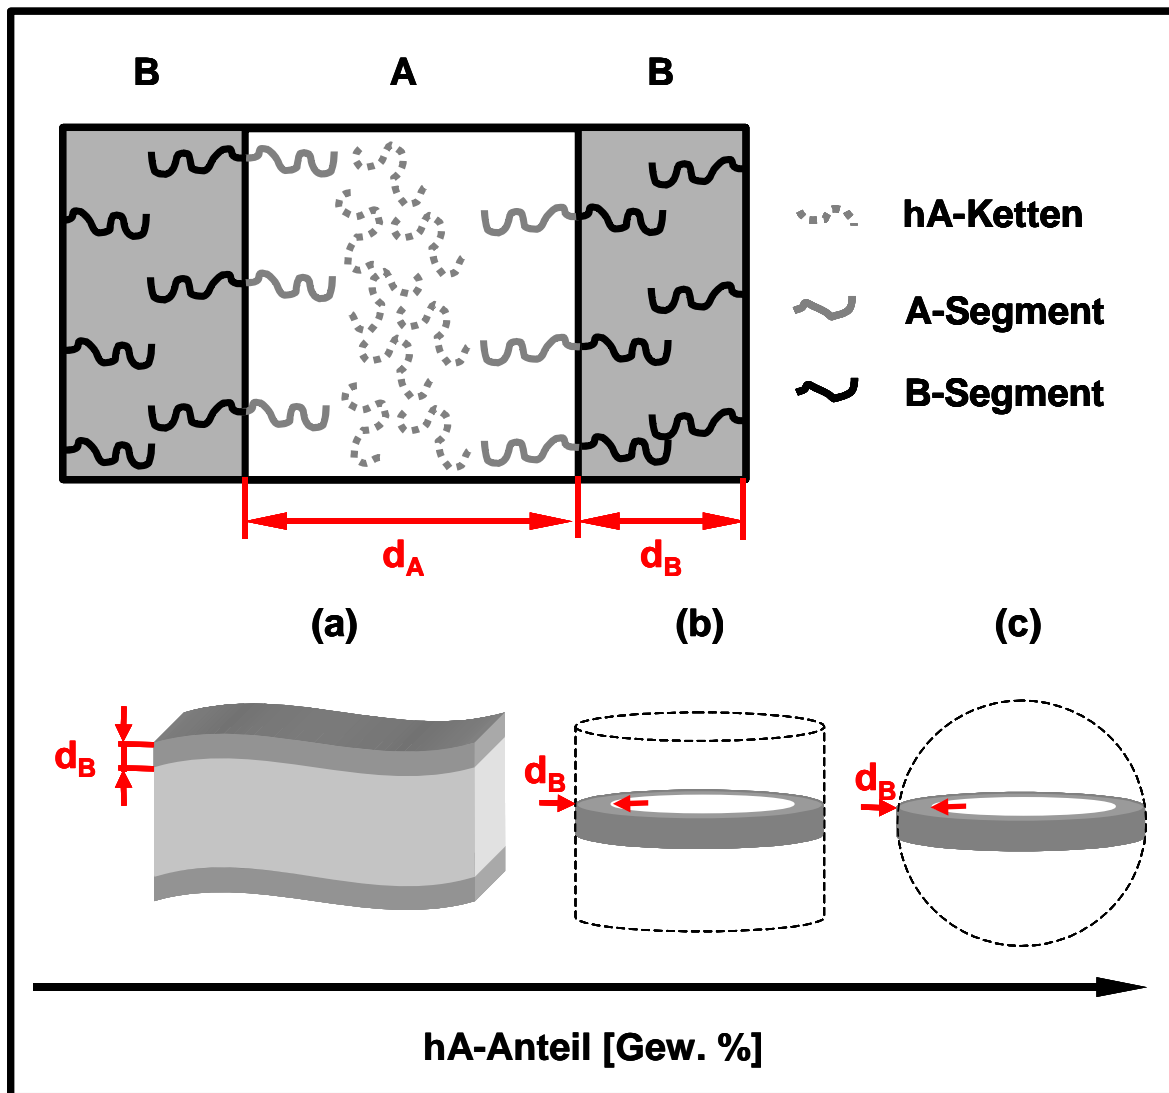 B A B
hA-Ketten
A-Segment
B-Segment
dA dB
(a) (b) (c)
dB dB dB
hA-Anteil [Gew. %]